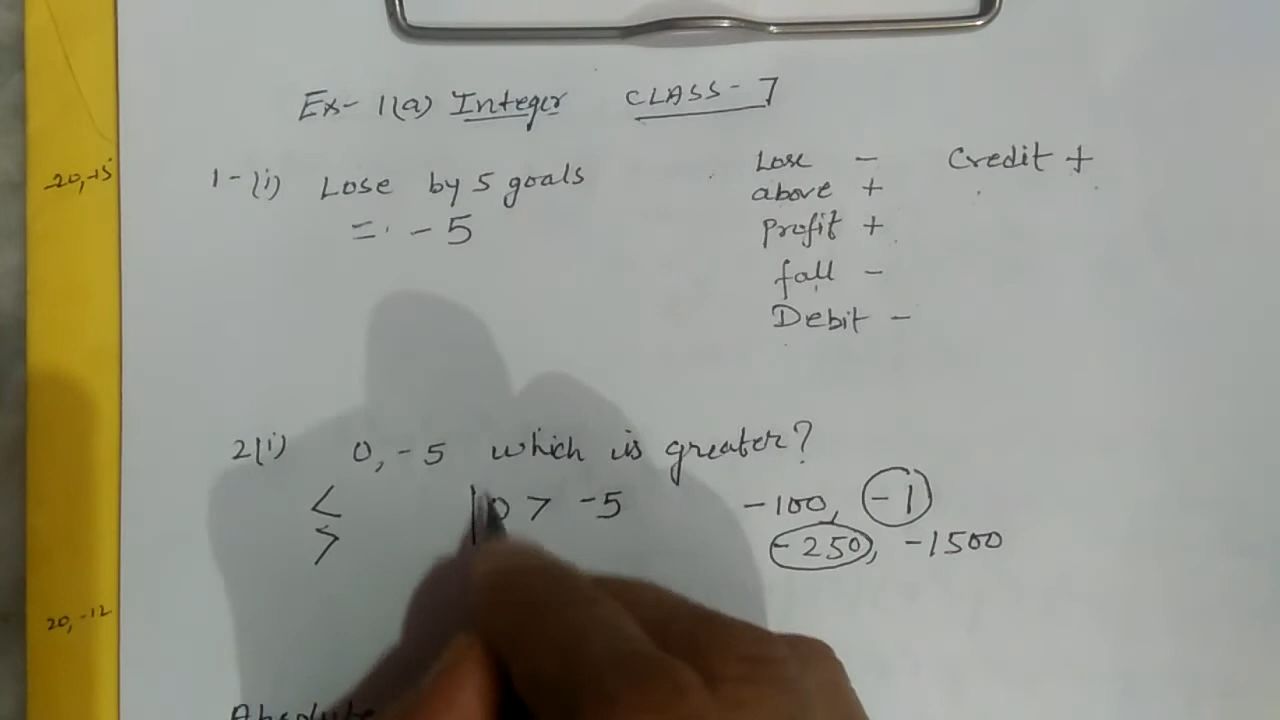 Ex- 1(a) Integer CLASS- 7
1-(i) Lose by 5 goals
= -5
Lose - Credit +
above +
Profit +
fall -
Debit -
-20,-15
2(i) 0,-5 which is greater?
< 0 > -5 -100, -1
> -250, -1500
20,-12
Absolute